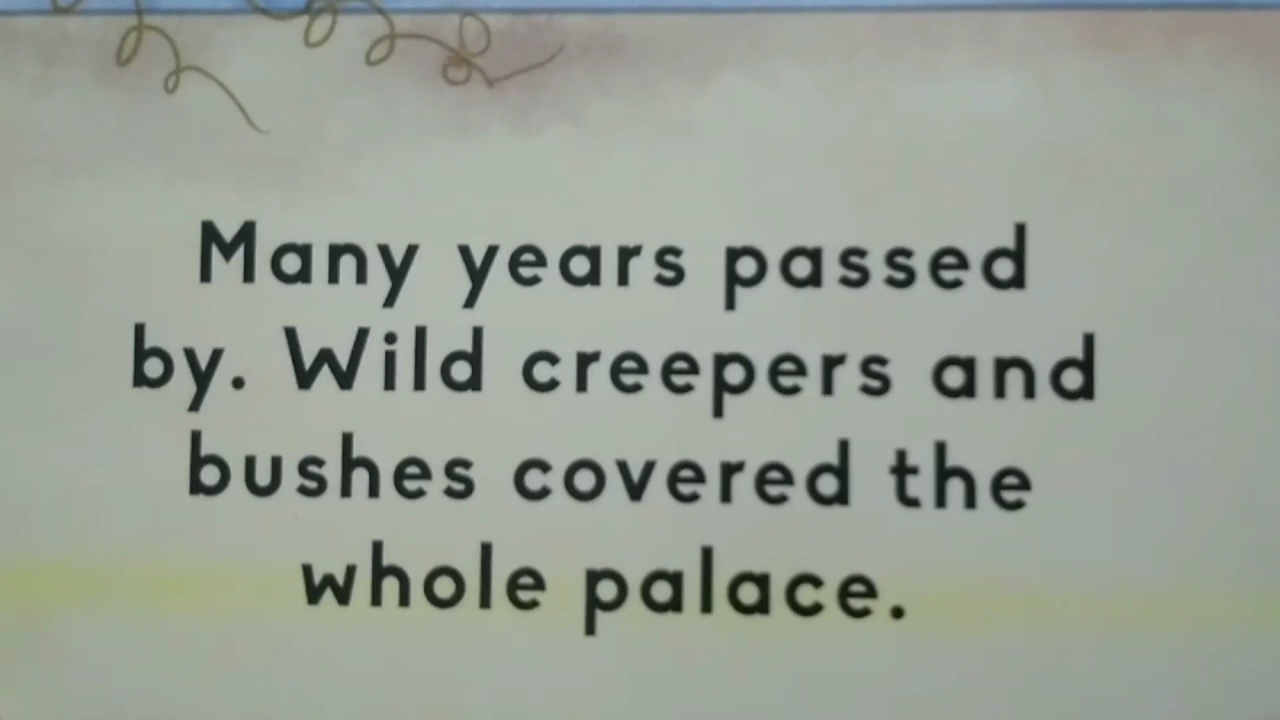 Many years passed
by. Wild creepers and
bushes covered the
whole palace.